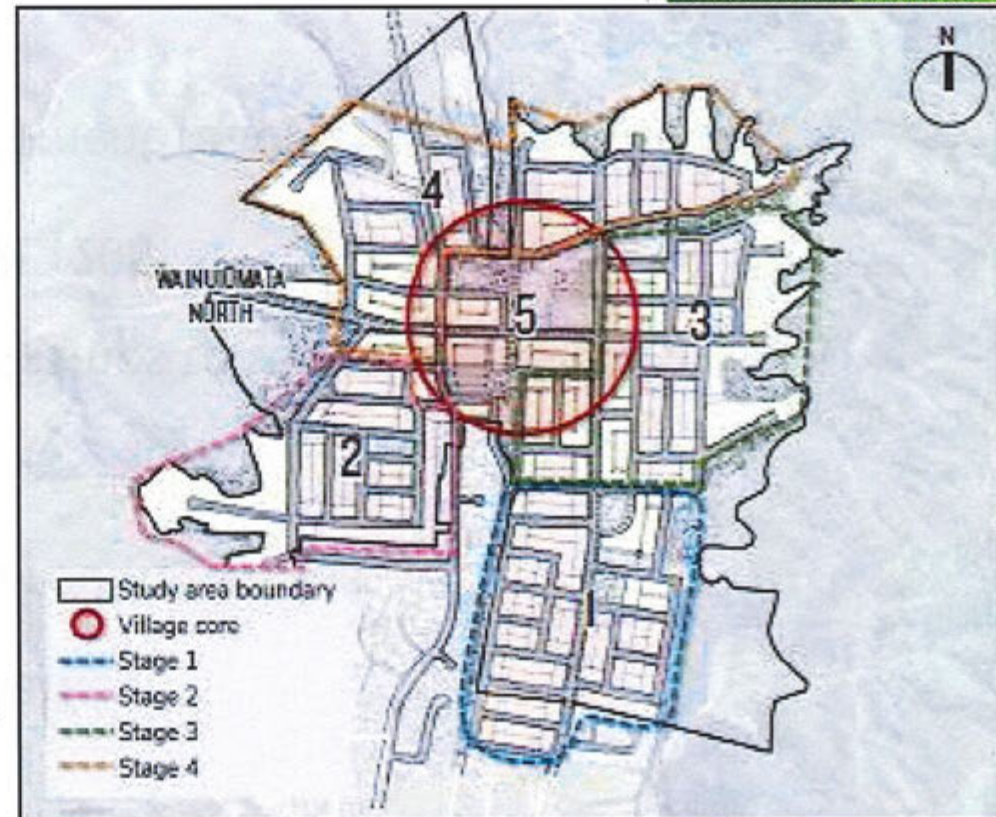 N
4
WAINUIOMATA
NORTH
5
3
2
1
Study area boundary
Village core
Stage 1
Stage 2
Stage 3
Stage 4